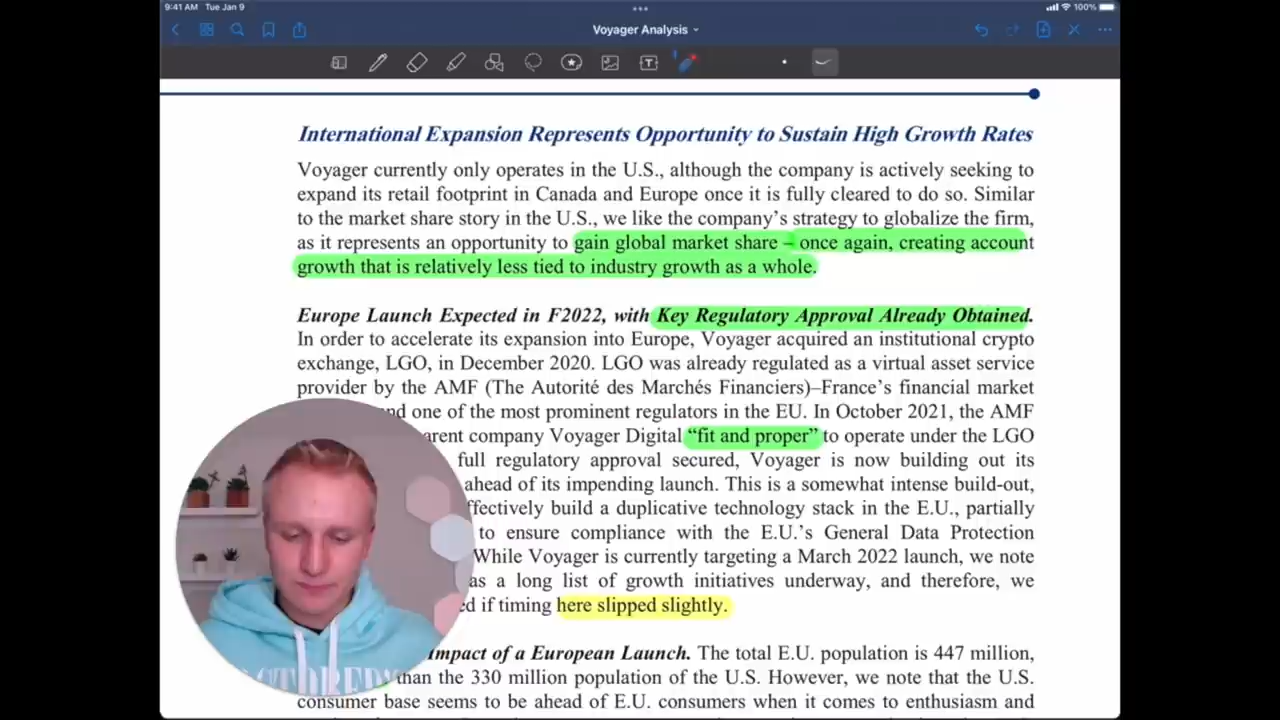 9:41 AM Tue Jan 9
100%
Voyager Analysis
T
International Expansion Represents Opportunity to Sustain High Growth Rates
Voyager currently only operates in the U.S., although the company is actively seeking to
expand its retail footprint in Canada and Europe once it is fully cleared to do so. Similar
to the market share story in the U.S., we like the company's strategy to globalize the firm,
as it represents an opportunity to gain global market share – once again, creating account
growth that is relatively less tied to industry growth as a whole.
Europe Launch Expected in F2022, with Key Regulatory Approval Already Obtained.
In order to accelerate its expansion into Europe, Voyager acquired an institutional crypto
exchange, LGO, in December 2020. LGO was already regulated as a virtual asset service
provider by the AMF (The Autorité des Marchés Financiers)–France's financial market
one of the most prominent regulators in the EU. In October 2021, the AMF
company Voyager Digital "fit and proper" to operate under the LGO
full regulatory approval secured, Voyager is now building out its
ahead of its impending launch. This is a somewhat intense build-out,
build a duplicative technology stack in the E.U., partially
to ensure compliance with the E.U.'s General Data Protection
While Voyager is currently targeting a March 2022 launch, we note
as a long list of growth initiatives underway, and therefore, we
if timing here slipped slightly.
Impact of a European Launch. The total E.U. population is 447 million,
than the 330 million population of the U.S. However, we note that the U.S.
consumer base seems to be ahead of E.U. consumers when it comes to enthusiasm and